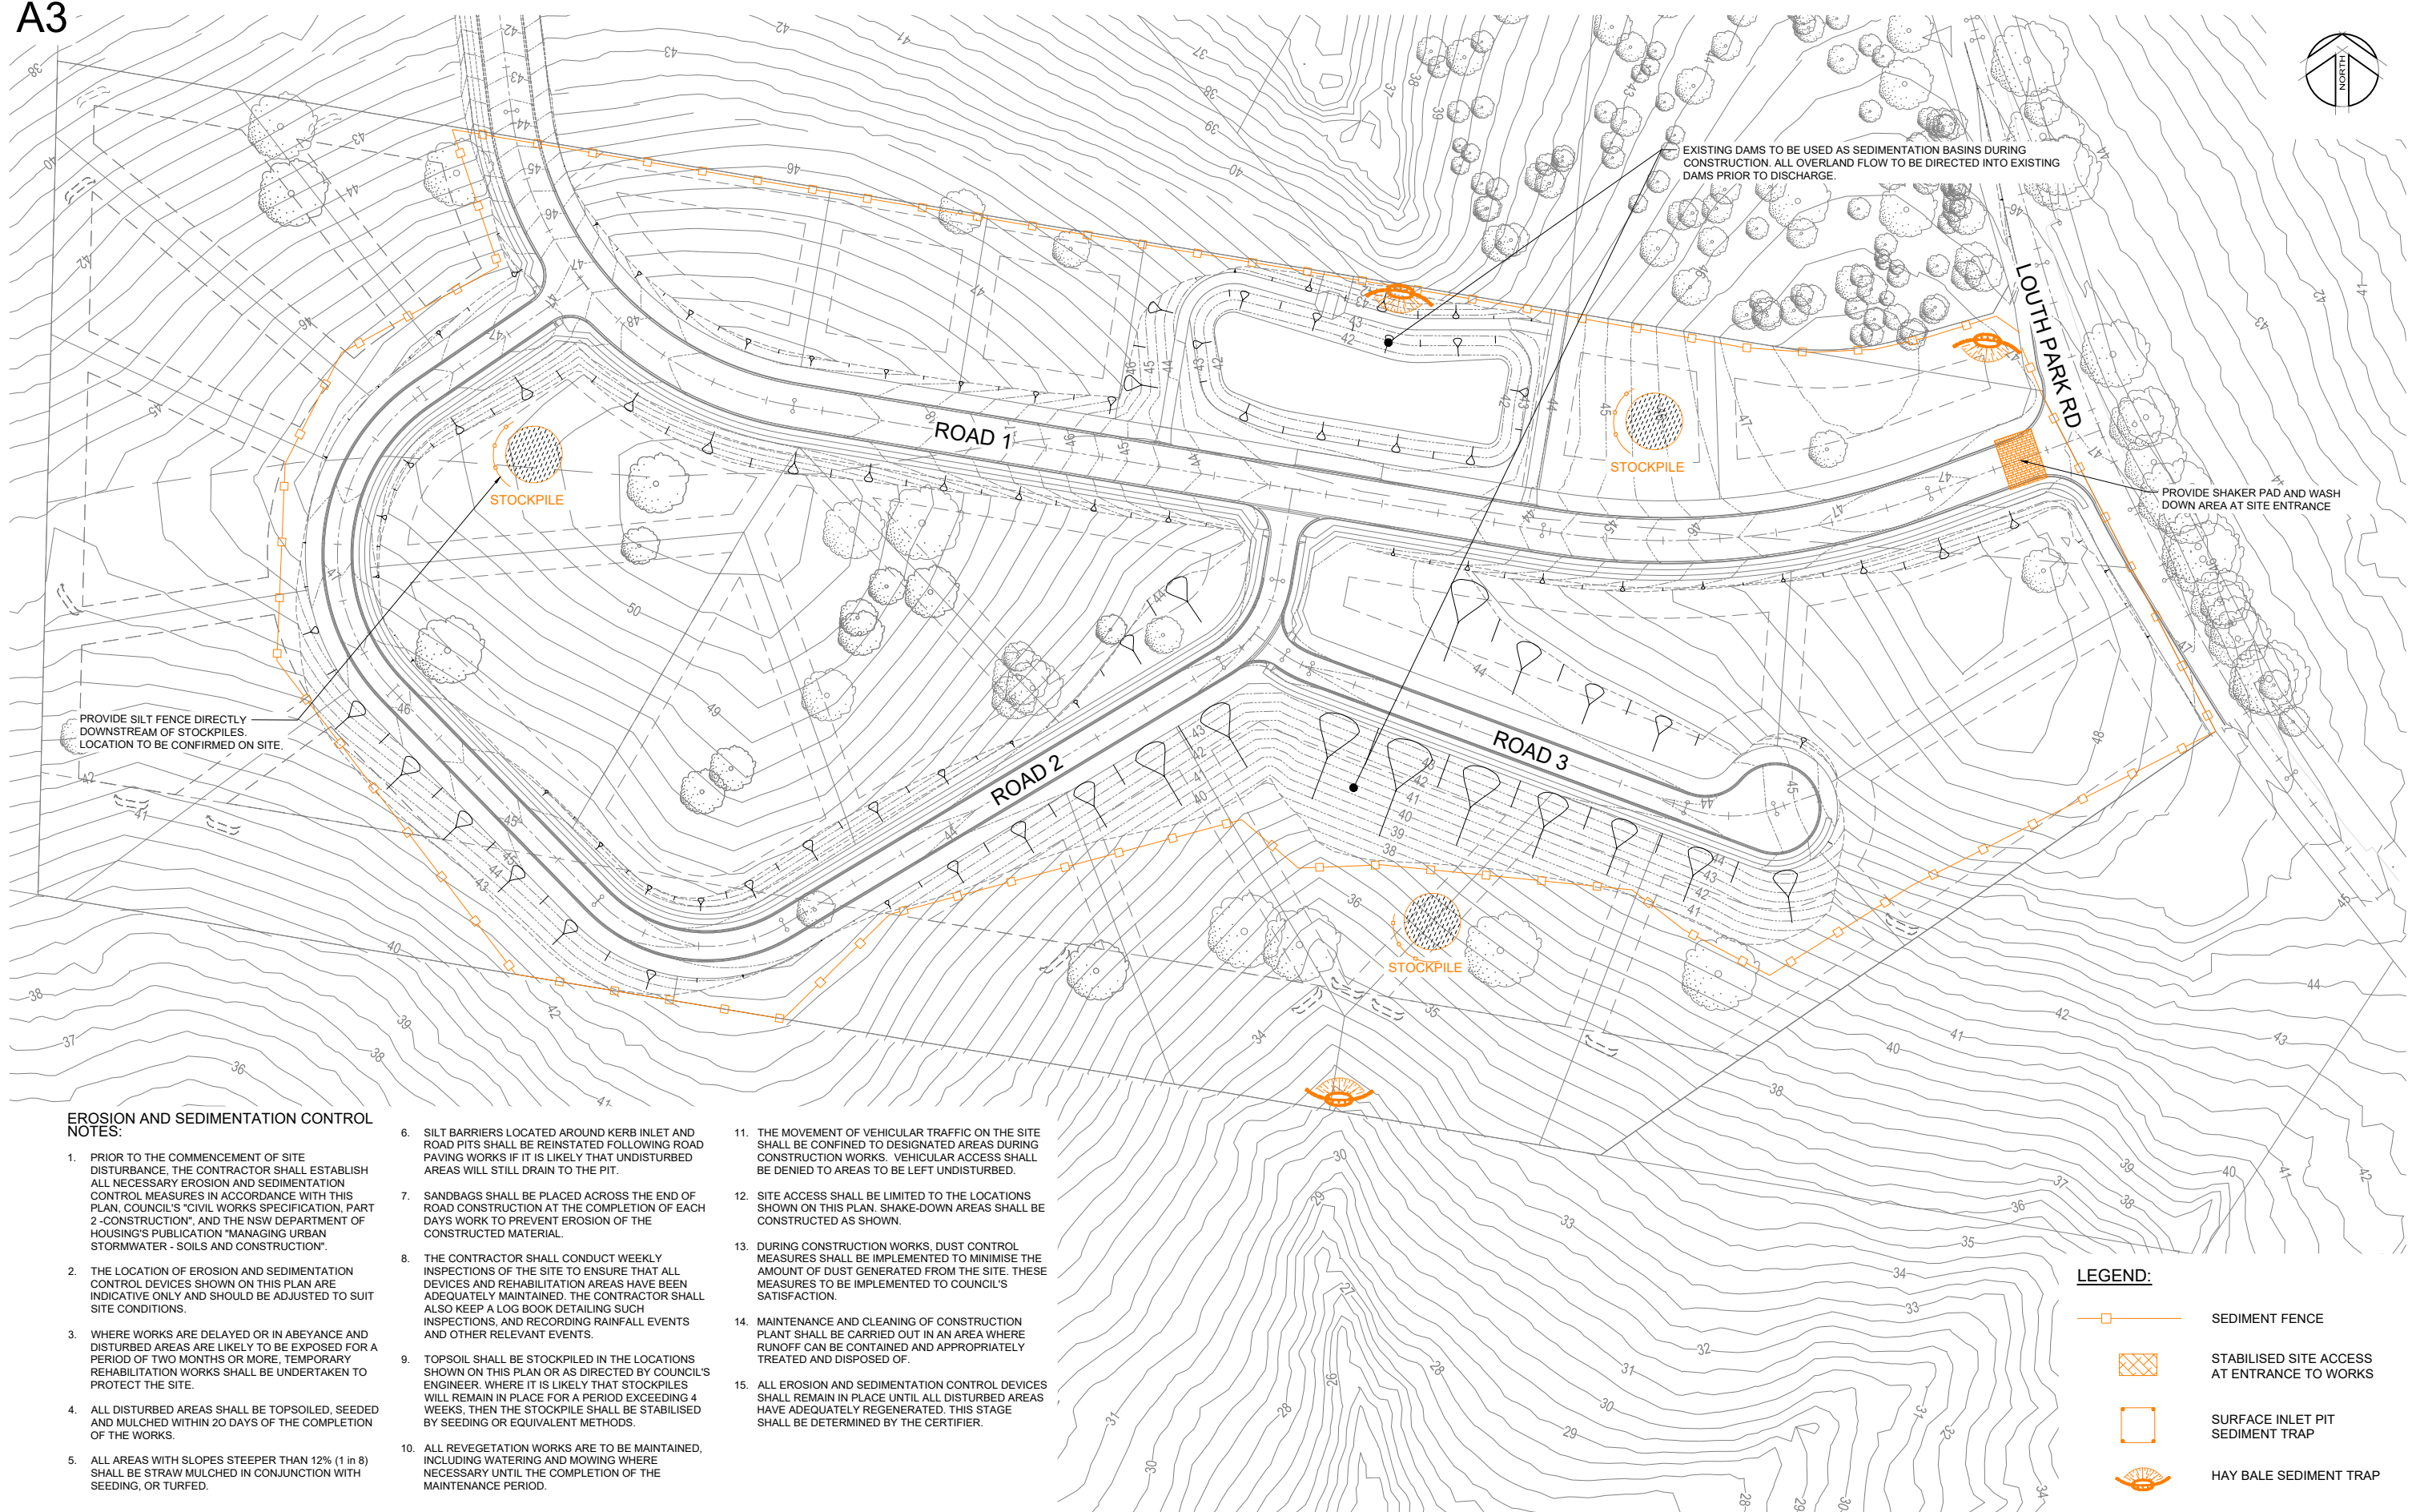 A3
NORTH
EXISTING DAMS TO BE USED AS SEDIMENTATION BASINS DURING
CONSTRUCTION. ALL OVERLAND FLOW TO BE DIRECTED INTO EXISTING
DAMS PRIOR TO DISCHARGE.
LOUTH PARK RD
ROAD 1
STOCKPILE
STOCKPILE
PROVIDE SHAKER PAD AND WASH
DOWN AREA AT SITE ENTRANCE
PROVIDE SILT FENCE DIRECTLY
DOWNSTREAM OF STOCKPILES.
LOCATION TO BE CONFIRMED ON SITE.
ROAD 2
ROAD 3
STOCKPILE
EROSION AND SEDIMENTATION CONTROL
NOTES:
1. PRIOR TO THE COMMENCEMENT OF SITE
DISTURBANCE, THE CONTRACTOR SHALL ESTABLISH
ALL NECESSARY EROSION AND SEDIMENTATION
CONTROL MEASURES IN ACCORDANCE WITH THIS
PLAN, COUNCIL'S "CIVIL WORKS SPECIFICATION, PART
2 -CONSTRUCTION", AND THE NSW DEPARTMENT OF
HOUSING'S PUBLICATION "MANAGING URBAN
STORMWATER - SOILS AND CONSTRUCTION".
2. THE LOCATION OF EROSION AND SEDIMENTATION
CONTROL DEVICES SHOWN ON THIS PLAN ARE
INDICATIVE ONLY AND SHOULD BE ADJUSTED TO SUIT
SITE CONDITIONS.
3. WHERE WORKS ARE DELAYED OR IN ABEYANCE AND
DISTURBED AREAS ARE LIKELY TO BE EXPOSED FOR A
PERIOD OF TWO MONTHS OR MORE, TEMPORARY
REHABILITATION WORKS SHALL BE UNDERTAKEN TO
PROTECT THE SITE.
4. ALL DISTURBED AREAS SHALL BE TOPSOILED, SEEDED
AND MULCHED WITHIN 2O DAYS OF THE COMPLETION
OF THE WORKS.
5. ALL AREAS WITH SLOPES STEEPER THAN 12% (1 in 8)
SHALL BE STRAW MULCHED IN CONJUNCTION WITH
SEEDING, OR TURFED.
6. SILT BARRIERS LOCATED AROUND KERB INLET AND
ROAD PITS SHALL BE REINSTATED FOLLOWING ROAD
PAVING WORKS IF IT IS LIKELY THAT UNDISTURBED
AREAS WILL STILL DRAIN TO THE PIT.
7. SANDBAGS SHALL BE PLACED ACROSS THE END OF
ROAD CONSTRUCTION AT THE COMPLETION OF EACH
DAYS WORK TO PREVENT EROSION OF THE
CONSTRUCTED MATERIAL.
8. THE CONTRACTOR SHALL CONDUCT WEEKLY
INSPECTIONS OF THE SITE TO ENSURE THAT ALL
DEVICES AND REHABILITATION AREAS HAVE BEEN
ADEQUATELY MAINTAINED. THE CONTRACTOR SHALL
ALSO KEEP A LOG BOOK DETAILING SUCH
INSPECTIONS, AND RECORDING RAINFALL EVENTS
AND OTHER RELEVANT EVENTS.
9. TOPSOIL SHALL BE STOCKPILED IN THE LOCATIONS
SHOWN ON THIS PLAN OR AS DIRECTED BY COUNCIL'S
ENGINEER. WHERE IT IS LIKELY THAT STOCKPILES
WILL REMAIN IN PLACE FOR A PERIOD EXCEEDING 4
WEEKS, THEN THE STOCKPILE SHALL BE STABILISED
BY SEEDING OR EQUIVALENT METHODS.
10. ALL REVEGETATION WORKS ARE TO BE MAINTAINED,
INCLUDING WATERING AND MOWING WHERE
NECESSARY UNTIL THE COMPLETION OF THE
MAINTENANCE PERIOD.
11. THE MOVEMENT OF VEHICULAR TRAFFIC ON THE SITE
SHALL BE CONFINED TO DESIGNATED AREAS DURING
CONSTRUCTION WORKS. VEHICULAR ACCESS SHALL
BE DENIED TO AREAS TO BE LEFT UNDISTURBED.
12. SITE ACCESS SHALL BE LIMITED TO THE LOCATIONS
SHOWN ON THIS PLAN. SHAKE-DOWN AREAS SHALL BE
CONSTRUCTED AS SHOWN.
13. DURING CONSTRUCTION WORKS, DUST CONTROL
MEASURES SHALL BE IMPLEMENTED TO MINIMISE THE
AMOUNT OF DUST GENERATED FROM THE SITE. THESE
MEASURES TO BE IMPLEMENTED TO COUNCIL'S
SATISFACTION.
14. MAINTENANCE AND CLEANING OF CONSTRUCTION
PLANT SHALL BE CARRIED OUT IN AN AREA WHERE
RUNOFF CAN BE CONTAINED AND APPROPRIATELY
TREATED AND DISPOSED OF.
15. ALL EROSION AND SEDIMENTATION CONTROL DEVICES
SHALL REMAIN IN PLACE UNTIL ALL DISTURBED AREAS
HAVE ADEQUATELY REGENERATED. THIS STAGE
SHALL BE DETERMINED BY THE CERTIFIER.
LEGEND:
SEDIMENT FENCE
STABILISED SITE ACCESS
AT ENTRANCE TO WORKS
SURFACE INLET PIT
SEDIMENT TRAP
HAY BALE SEDIMENT TRAP